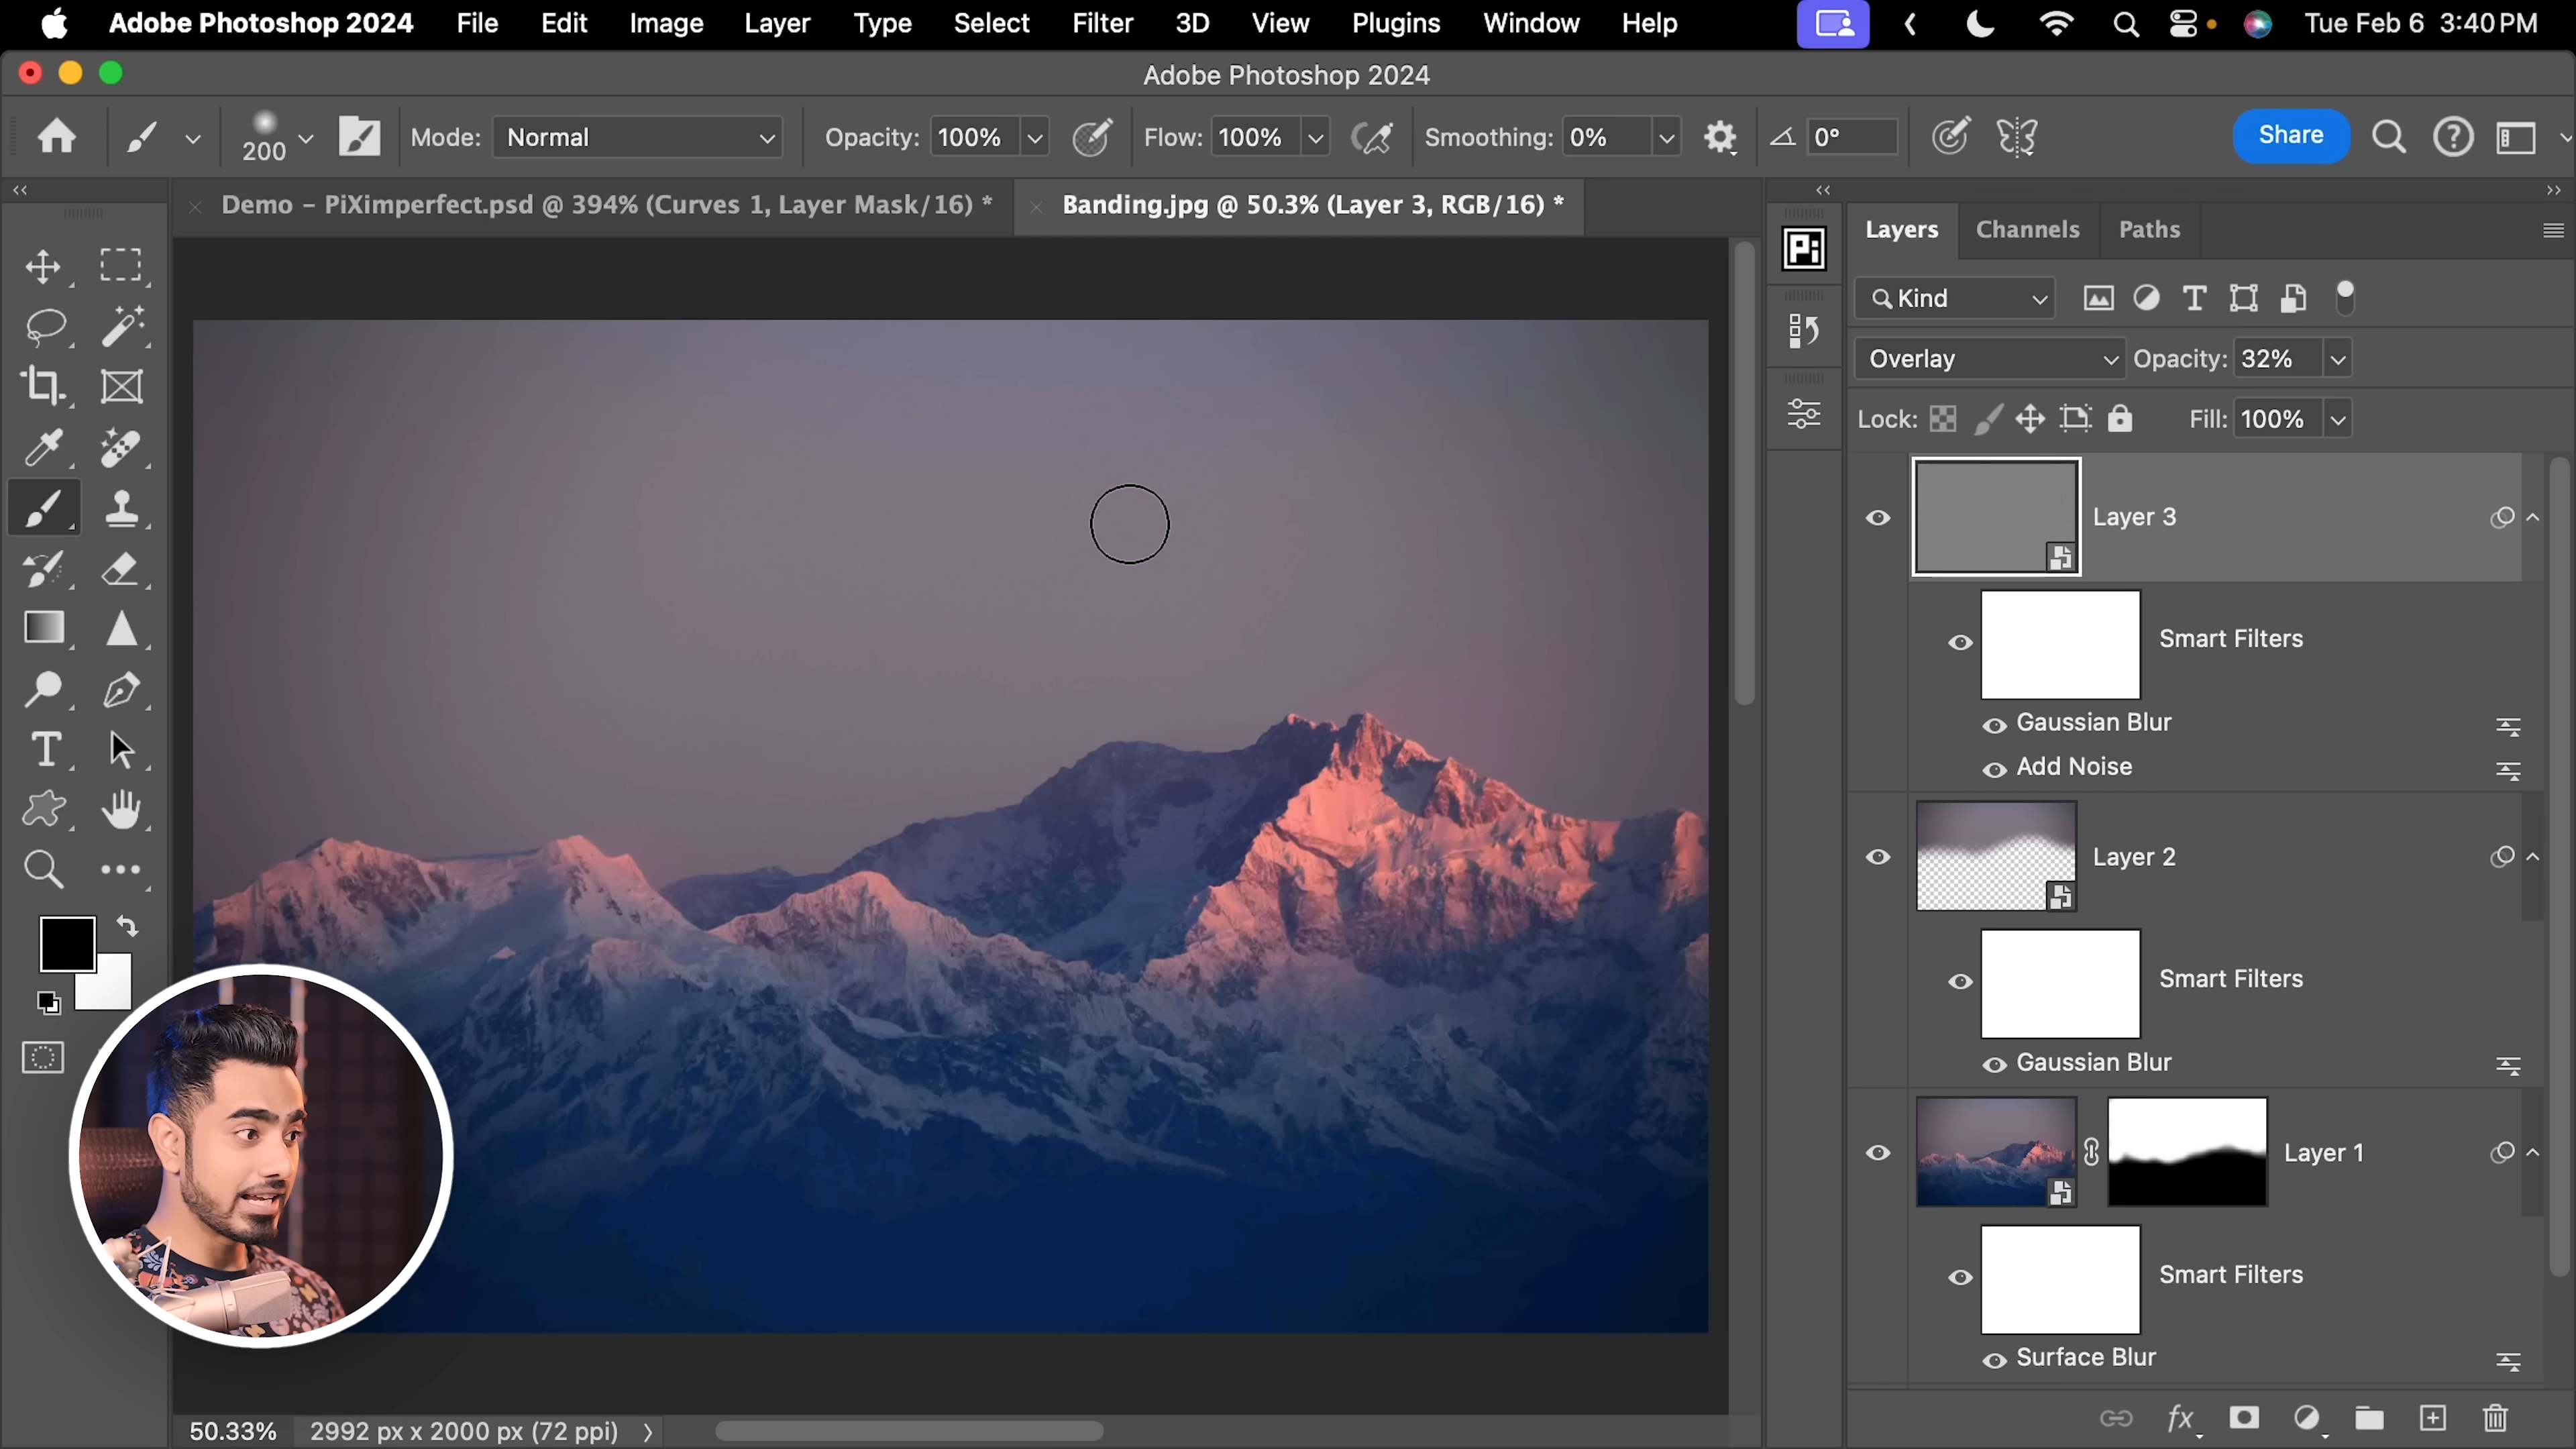 Adobe Photoshop 2024 File Edit Image Layer Type Select Filter 3D View Plugins Window Help Tue Feb 6 3:40 PM
Adobe Photoshop 2024
200 Mode: Normal Opacity: 100% Flow: 100% Smoothing: 0% 0° Share
Demo – PiXimperfect.psd @ 394% (Curves 1, Layer Mask/16) * Banding.jpg @ 50.3% (Layer 3, RGB/16) *
Pi
Layers Channels Paths
Kind
Overlay Opacity: 32%
Lock: Fill: 100%
Layer 3
Smart Filters
Gaussian Blur
Add Noise
Layer 2
Smart Filters
Gaussian Blur
Layer 1
Smart Filters
Surface Blur
fx
50.33% 2992 px x 2000 px (72 ppi)